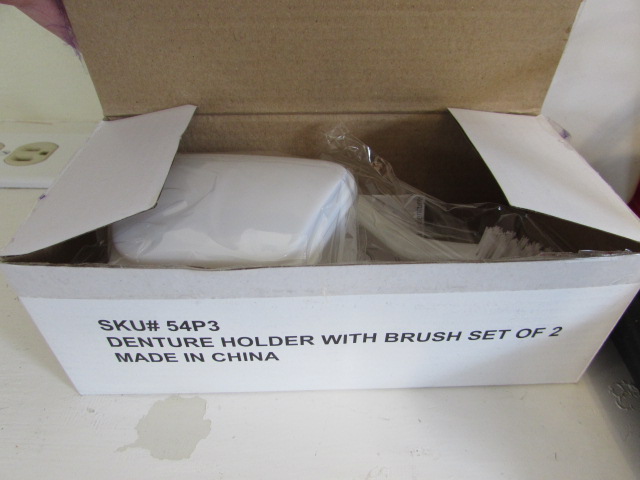 SKU# 54P3
DENTURE HOLDER WITH BRUSH SET OF 2
MADE IN CHINA